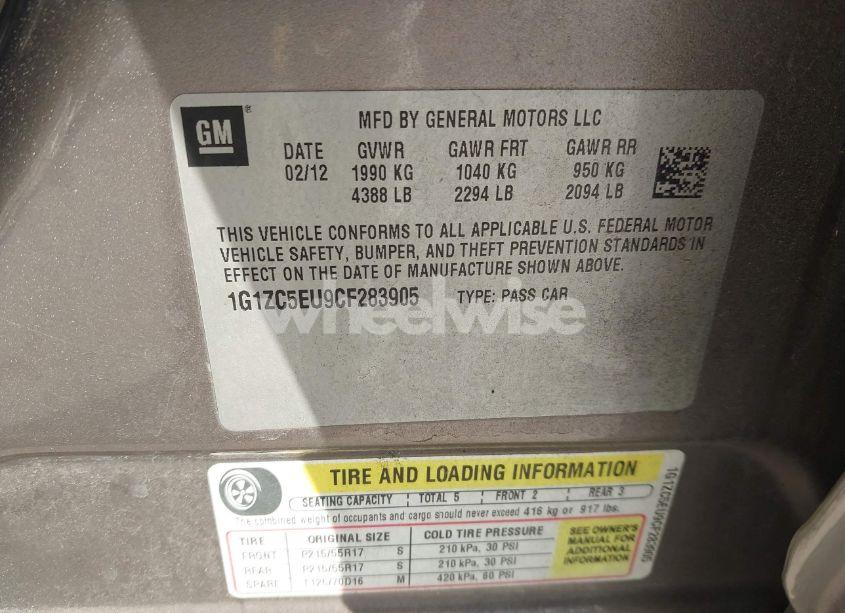 GM
MFD BY GENERAL MOTORS LLC
DATE GVWR GAWR FRT GAWR RR
02/12 1990 KG 1040 KG 950 KG
4388 LB 2294 LB 2094 LB
THIS VEHICLE CONFORMS TO ALL APPLICABLE U.S. FEDERAL MOTOR
VEHICLE SAFETY, BUMPER, AND THEFT PREVENTION STANDARDS IN
EFFECT ON THE DATE OF MANUFACTURE SHOWN ABOVE.
1G1ZC5EU9CF283905 TYPE: PASS CAR
wheelwise
TIRE AND LOADING INFORMATION
SEATING CAPACITY TOTAL 5 FRONT 2 REAR 3
The combined weight of occupants and cargo should never exceed 416 kg or 917 lbs.
TIRE ORIGINAL SIZE COLD TIRE PRESSURE
FRONT P215/55R17 S 210 kPa, 30 PSI
REAR P215/55R17 S 210 kPa, 30 PSI
SPARE T125/70D16 M 420 kPa, 60 PSI
SEE OWNER'S
MANUAL FOR
ADDITIONAL
INFORMATION
1G1ZC5EU9CF283905